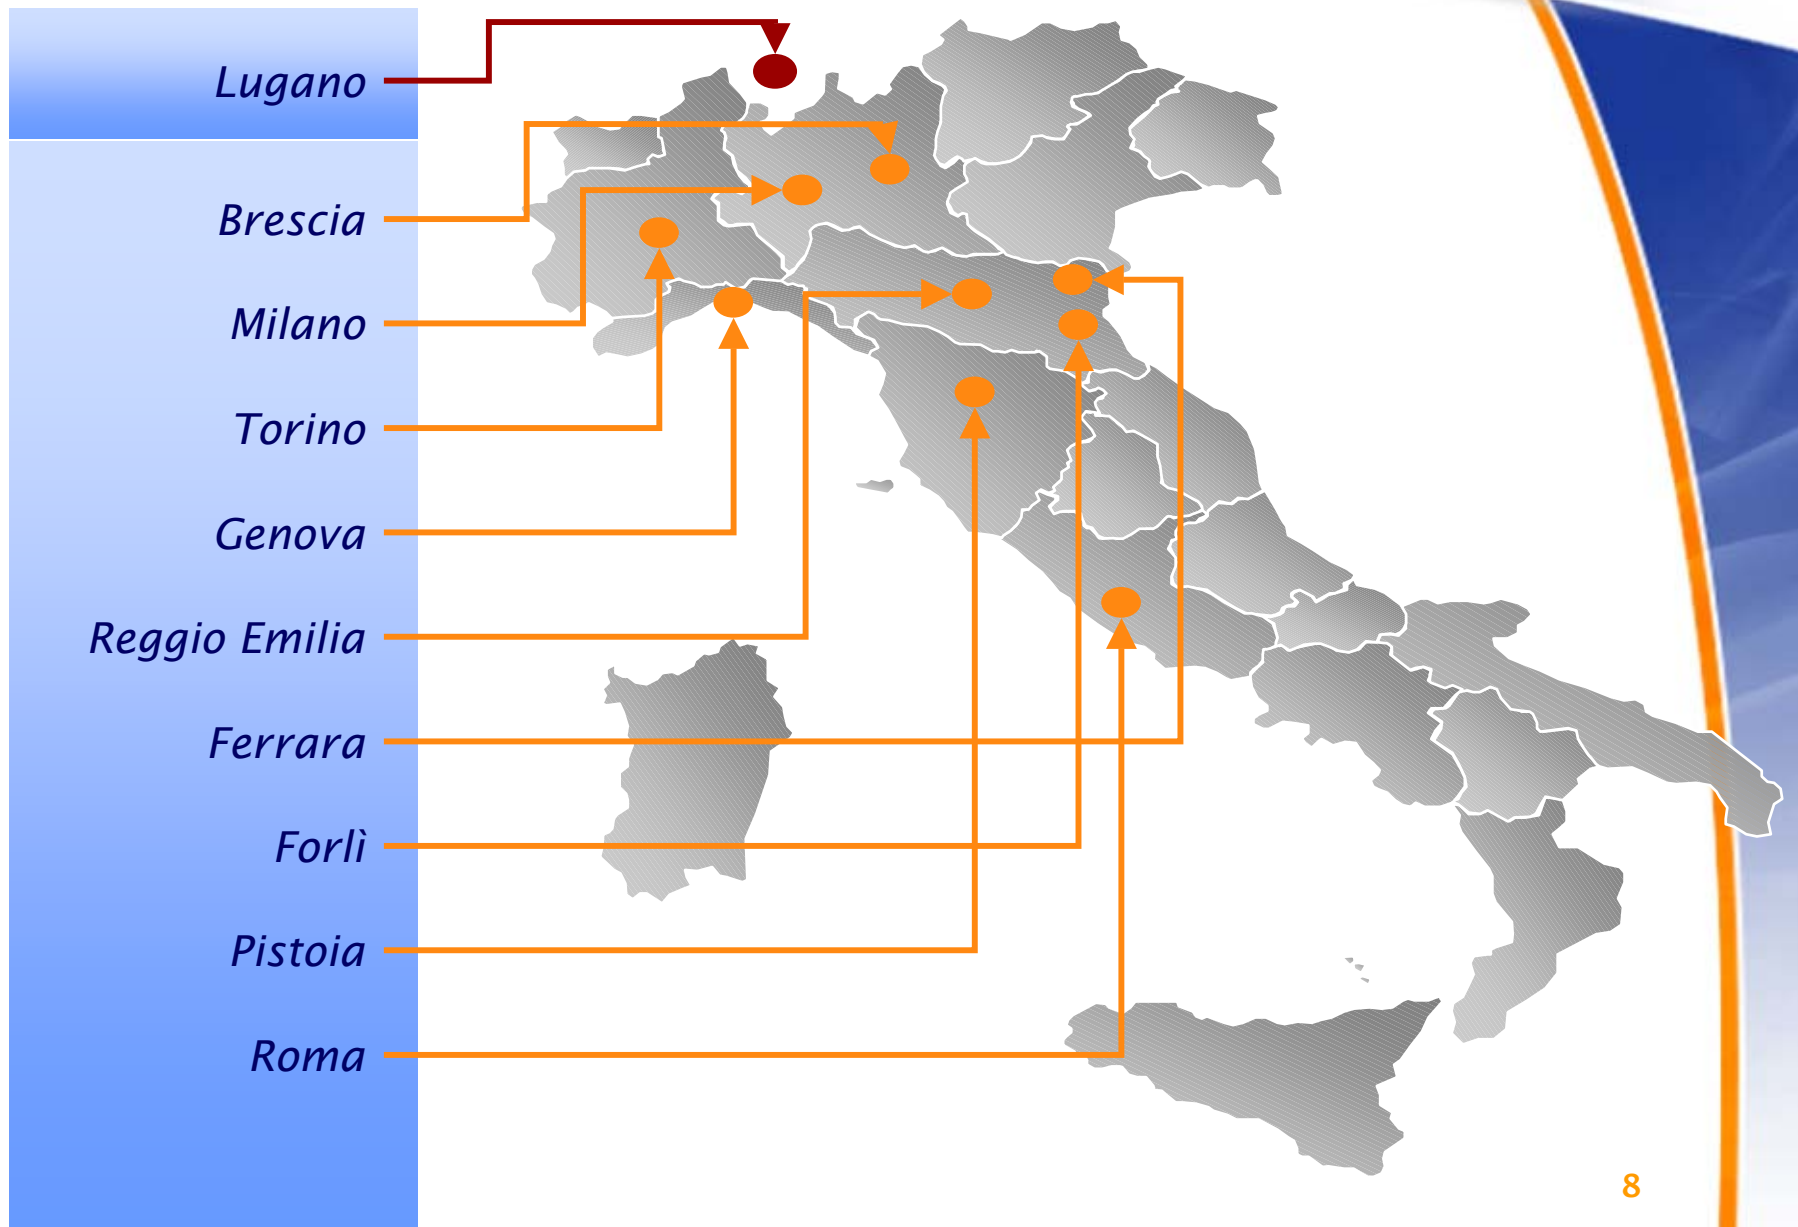 Lugano
Brescia
Milano
Torino
Genova
Reggio Emilia
Ferrara
Forlì
Pistoia
Roma
8